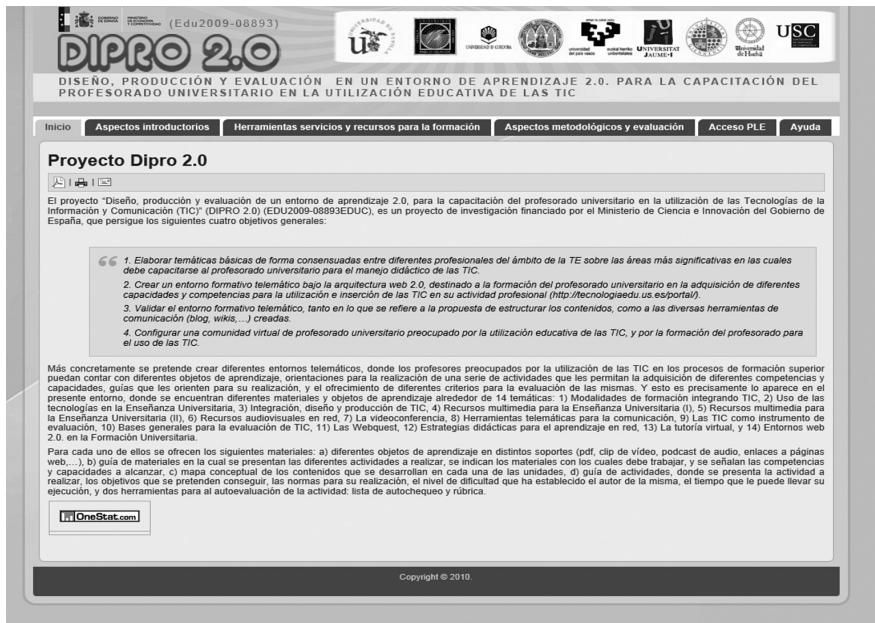 GOBIERNO DE ESPAÑA MINISTERIO DE ECONOMÍA Y COMPETITIVIDAD (Edu2009-08893)
DIPRO 2.0
UNIVERSIDAD D CORDOBA
universidad del país vasco euskal herriko unibertsitatea
UNIVERSITAT JAUME·I
Universidad de Huelva
USC
DISEÑO, PRODUCCIÓN Y EVALUACIÓN EN UN ENTORNO DE APRENDIZAJE 2.0. PARA LA CAPACITACIÓN DEL
PROFESORADO UNIVERSITARIO EN LA UTILIZACIÓN EDUCATIVA DE LAS TIC
Inicio Aspectos introductorios Herramientas servicios y recursos para la formación Aspectos metodológicos y evaluación Acceso PLE Ayuda
Proyecto Dipro 2.0
El proyecto "Diseño, producción y evaluación de un entorno de aprendizaje 2.0, para la capacitación del profesorado universitario en la utilización de las Tecnologías de la
Información y Comunicación (TIC)" (DIPRO 2.0) (EDU2009-08893EDUC), es un proyecto de investigación financiado por el Ministerio de Ciencia e Innovación del Gobierno de
España, que persigue los siguientes cuatro objetivos generales:
1. Elaborar temáticas básicas de forma consensuadas entre diferentes profesionales del ámbito de la TE sobre las áreas más significativas en las cuales
debe capacitarse al profesorado universitario para el manejo didáctico de las TIC.
2. Crear un entorno formativo telemático bajo la arquitectura web 2.0, destinado a la formación del profesorado universitario en la adquisición de diferentes
capacidades y competencias para la utilización e inserción de las TIC en su actividad profesional (http://tecnologiaedu.us.es/portal/).
3. Validar el entorno formativo telemático, tanto en lo que se refiere a la propuesta de estructurar los contenidos, como a las diversas herramientas de
comunicación (blog, wikis,…) creadas.
4. Configurar una comunidad virtual de profesorado universitario preocupado por la utilización educativa de las TIC, y por la formación del profesorado para
el uso de las TIC.
Más concretamente se pretende crear diferentes entornos telemáticos, donde los profesores preocupados por la utilización de las TIC en los procesos de formación superior
puedan contar con diferentes objetos de aprendizaje, orientaciones para la realización de una serie de actividades que les permitan la adquisición de diferentes competencias y
capacidades, guías que les orienten para su realización, y el ofrecimiento de diferentes criterios para la evaluación de las mismas. Y esto es precisamente lo aparece en el
presente entorno, donde se encuentran diferentes materiales y objetos de aprendizaje alrededor de 14 temáticas: 1) Modalidades de formación integrando TIC, 2) Uso de las
tecnologías en la Enseñanza Universitaria, 3) Integración, diseño y producción de TIC, 4) Recursos multimedia para la Enseñanza Universitaria (I), 5) Recursos multimedia para
la Enseñanza Universitaria (II), 6) Recursos audiovisuales en red, 7) La videoconferencia, 8) Herramientas telemáticas para la comunicación, 9) Las TIC como instrumento de
evaluación, 10) Bases generales para la evaluación de TIC, 11) Las Webquest, 12) Estrategias didácticas para el aprendizaje en red, 13) La tutoría virtual, y 14) Entornos web
2.0. en la Formación Universitaria.
Para cada uno de ellos se ofrecen los siguientes materiales: a) diferentes objetos de aprendizaje en distintos soportes (pdf, clip de vídeo, podcast de audio, enlaces a páginas
web,…), b) guía de materiales en la cual se presentan las diferentes actividades a realizar, se indican los materiales con los cuales debe trabajar, y se señalan las competencias
y capacidades a alcanzar, c) mapa conceptual de los contenidos que se desarrollan en cada una de las unidades, d) guía de actividades, donde se presenta la actividad a
realizar, los objetivos que se pretenden conseguir, las normas para su realización, el nivel de dificultad que ha establecido el autor de la misma, el tiempo que le puede llevar su
ejecución, y dos herramientas para al autoevaluación de la actividad: lista de autochequeo y rúbrica.
OneStat.com
Copyright © 2010.